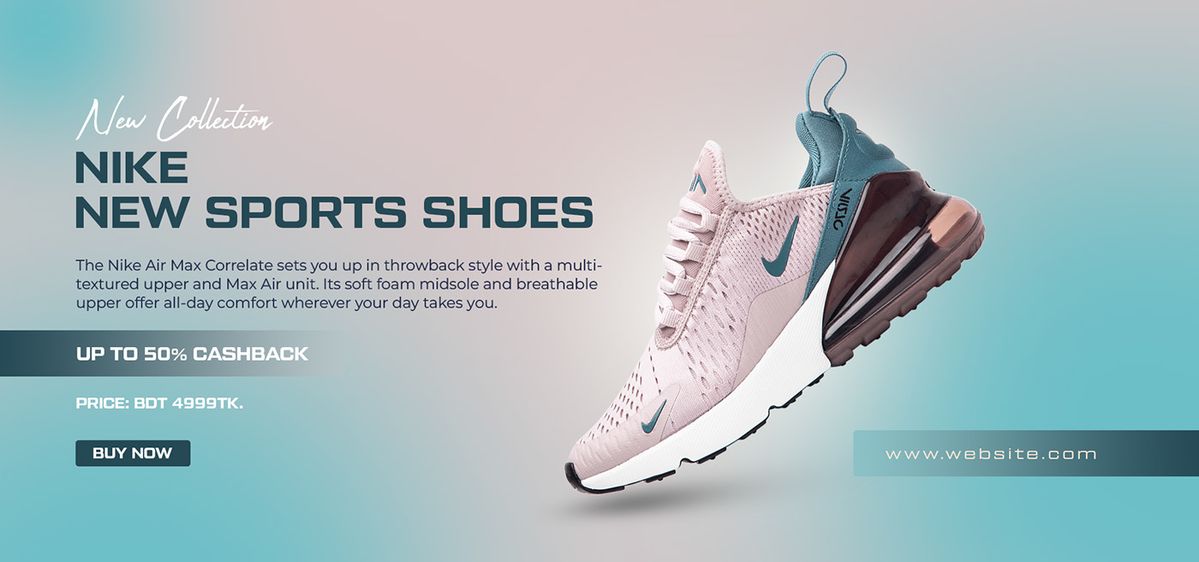 New Collection
NIKE
NEW SPORTS SHOES
The Nike Air Max Correlate sets you up in throwback style with a multi-
textured upper and Max Air unit. Its soft foam midsole and breathable
upper offer all-day comfort wherever your day takes you.
UP TO 50% CASHBACK
PRICE: BDT 4999TK.
BUY NOW
www.website.com